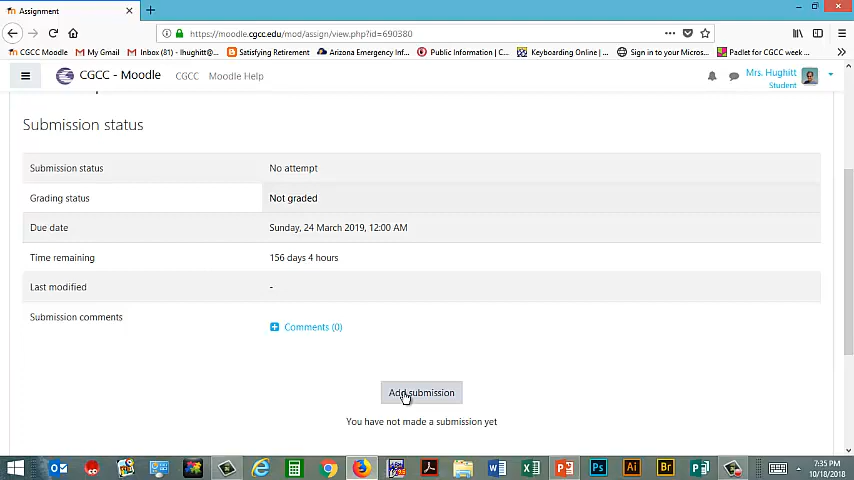 Assignment
https://moodle.cgcc.edu/mod/assign/view.php?id=690380
CGCC Moodle
My Gmail
Inbox (81) - lhughitt@...
Satisfying Retirement
Arizona Emergency Inf...
Public Information | C...
Keyboarding Online | ...
Sign in to your Micros...
Padlet for CGCC week ...
CGCC - Moodle
CGCC
Moodle Help
Mrs. Hughitt
Student
Submission status
Submission status No attempt
Grading status Not graded
Due date Sunday, 24 March 2019, 12:00 AM
Time remaining 156 days 4 hours
Last modified -
Submission comments
Comments (0)
Add submission
You have not made a submission yet
7:35 PM
10/18/2018